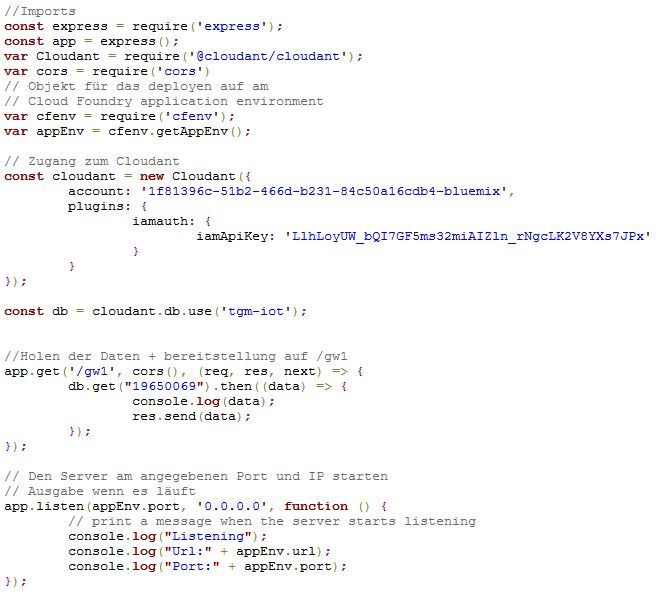 //Imports
const express = require('express');
const app = express();
var Cloudant = require('@cloudant/cloudant');
var cors = require('cors')
// Objekt für das deployen auf am
// Cloud Foundry application environment
var cfenv = require('cfenv');
var appEnv = cfenv.getAppEnv();

// Zugang zum Cloudant
const cloudant = new Cloudant({
        account: '1f81396c-51b2-466d-b231-84c50a16cdb4-bluemix',
        plugins: {
                iamauth: {
                        iamApiKey: 'LlhLoyUW_bQI7GF5ms32miAIZln_rNgcLK2V8YXs7JPx'
                }
        }
});

const db = cloudant.db.use('tgm-iot');


//Holen der Daten + bereitstellung auf /gw1
app.get('/gw1', cors(), (req, res, next) => {
        db.get("19650069").then((data) => {
                console.log(data);
                res.send(data);
        });
});

// Den Server am angegebenen Port und IP starten
// Ausgabe wenn es läuft
app.listen(appEnv.port, '0.0.0.0', function () {
        // print a message when the server starts listening
        console.log("Listening");
        console.log("Url:" + appEnv.url);
        console.log("Port:" + appEnv.port);
});